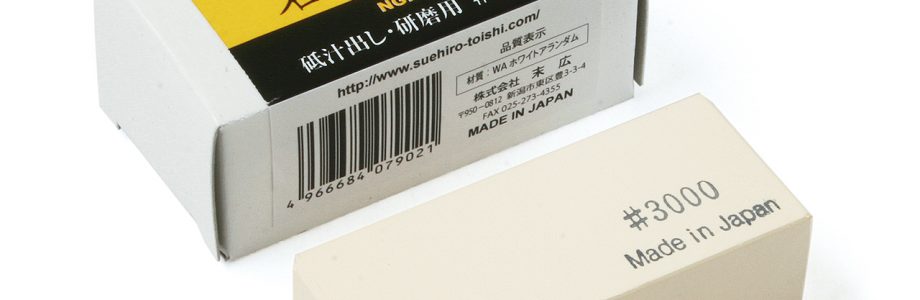 砥汁出し・研磨用
http://www.suehiro-toishi.com/
品質表示
材質：WAホワイトアランダム
株式会社 末広
〒950-0812 新潟市東区豊3-3-4
FAX 025-273-4355
MADE IN JAPAN
4 966684 079021
#3000
Made in Japan